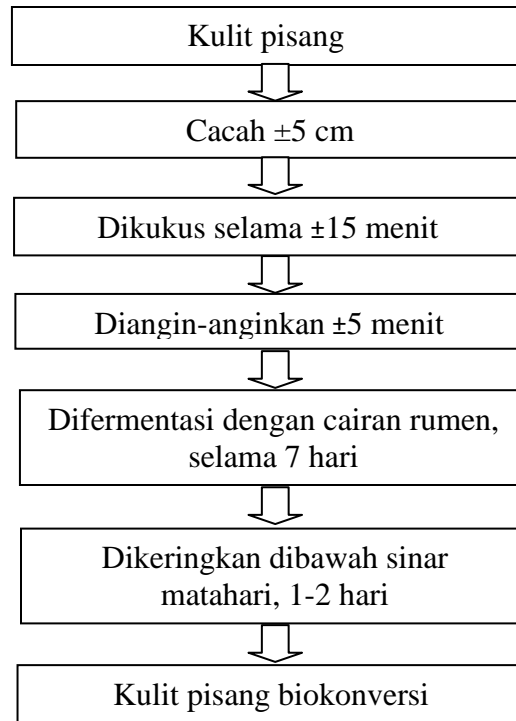 Kulit pisang
Cacah ±5 cm
Dikukus selama ±15 menit
Diangin-anginkan ±5 menit
Difermentasi dengan cairan rumen,
selama 7 hari
Dikeringkan dibawah sinar
matahari, 1-2 hari
Kulit pisang biokonversi